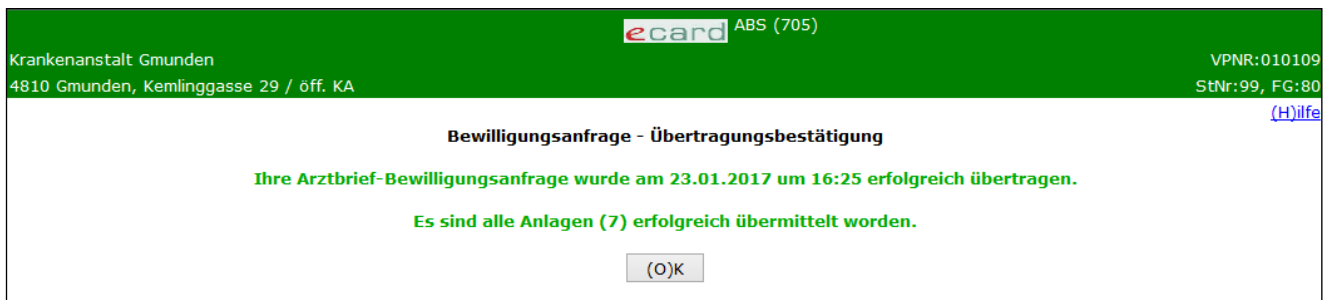 ecard ABS (705)
Krankenanstalt Gmunden VPNR:010109
4810 Gmunden, Kemlinggasse 29 / öff. KA StNr:99, FG:80
(H)ilfe
Bewilligungsanfrage - Übertragungsbestätigung
Ihre Arztbrief-Bewilligungsanfrage wurde am 23.01.2017 um 16:25 erfolgreich übertragen.
Es sind alle Anlagen (7) erfolgreich übermittelt worden.
(O)K